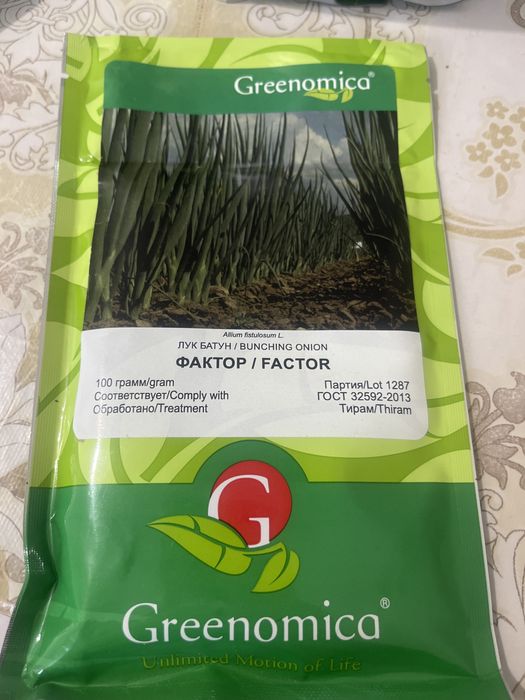 Greenomica®
Allium fistulosum L.
ЛУК БАТУН / BUNCHING ONION
ФАКТОР / FACTOR
100 грамм/gram Партия/Lot 1287
Соответствует/Comply with ГОСТ 32592-2013
Обработано/Treatment Тирам/Thiram
G
Greenomica®
Unlimited Motion of Life